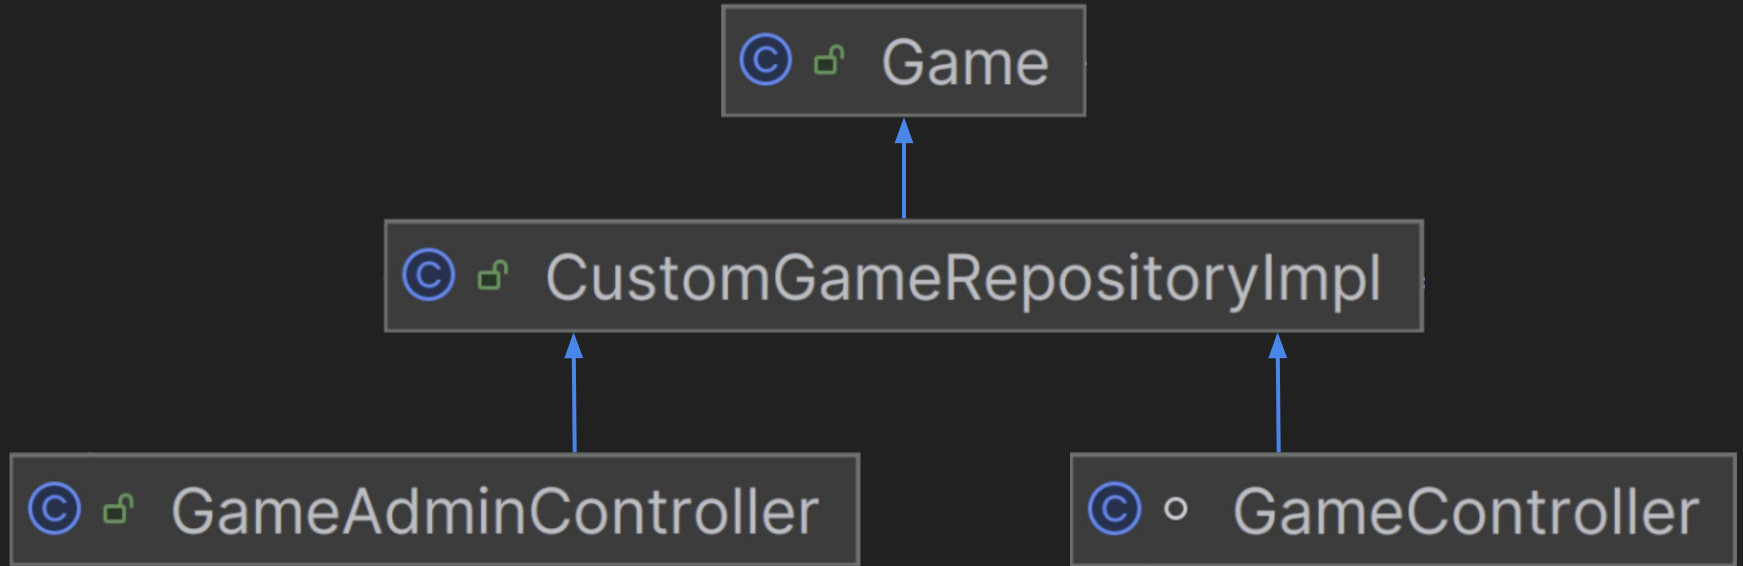 C Game
C CustomGameRepositoryImpl
C GameAdminController
C GameController